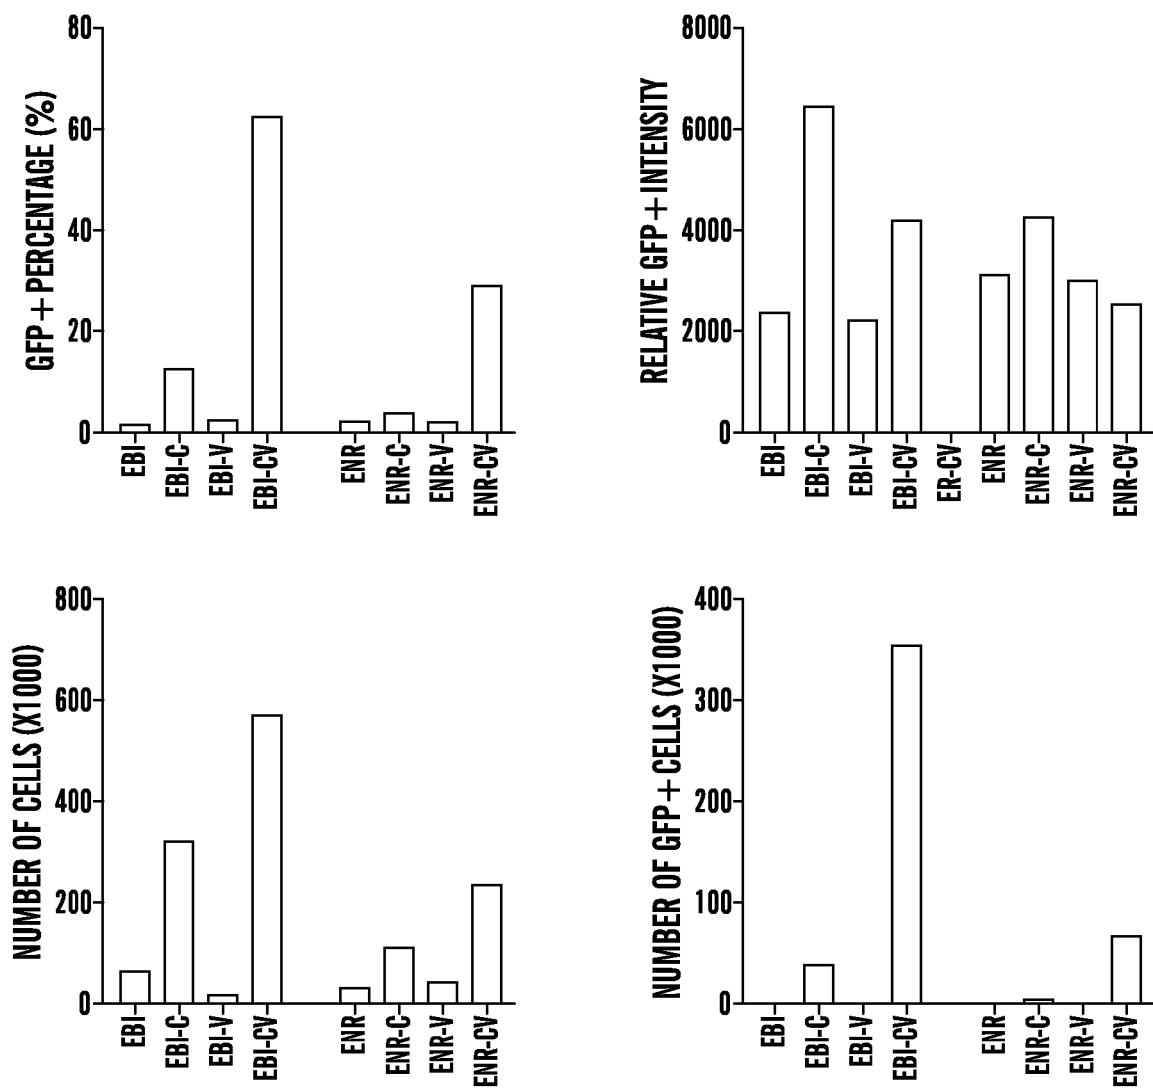 GFP+PERCENTAGE (%)
80
60
40
20
0
EBI
EBI-C
EBI-V
EBI-CV
ENR
ENR-C
ENR-V
ENR-CV
RELATIVE GFP+INTENSITY
8000
6000
4000
2000
0
EBI
EBI-C
EBI-V
EBI-CV
ER-CV
ENR
ENR-C
ENR-V
ENR-CV
NUMBER OF CELLS (X1000)
800
600
400
200
0
EBI
EBI-C
EBI-V
EBI-CV
ENR
ENR-C
ENR-V
ENR-CV
NUMBER OF GFP+CELLS (X1000)
400
300
200
100
0
EBI
EBI-C
EBI-V
EBI-CV
ENR
ENR-C
ENR-V
ENR-CV